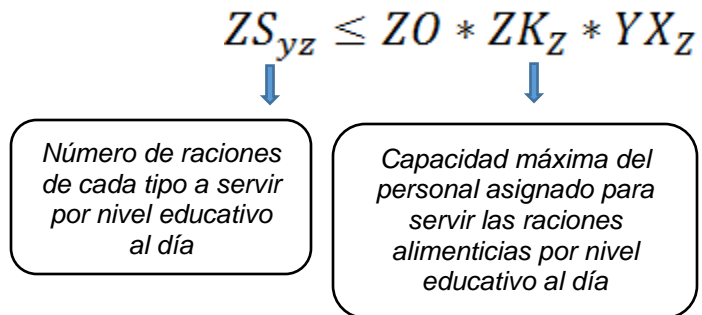 ZS_yz ≤ ZO * ZK_Z * YX_Z
Número de raciones
de cada tipo a servir
por nivel educativo
al día
Capacidad máxima del
personal asignado para
servir las raciones
alimenticias por nivel
educativo al día